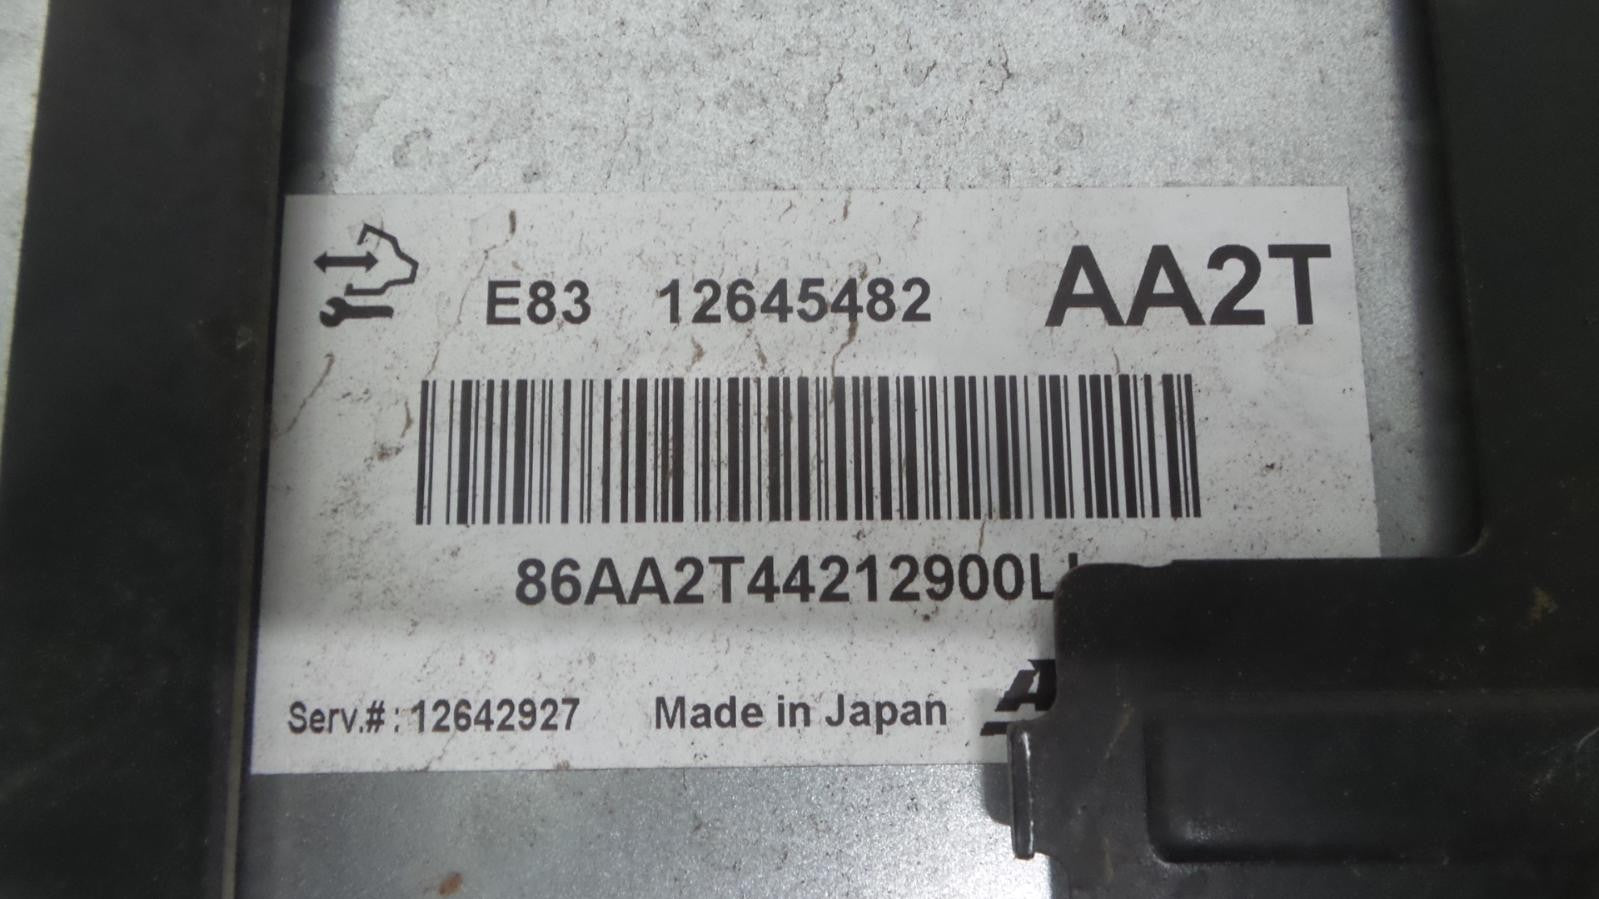 E83 12645482 AA2T
86AA2T44212900L
Serv.#: 12642927 Made in Japan